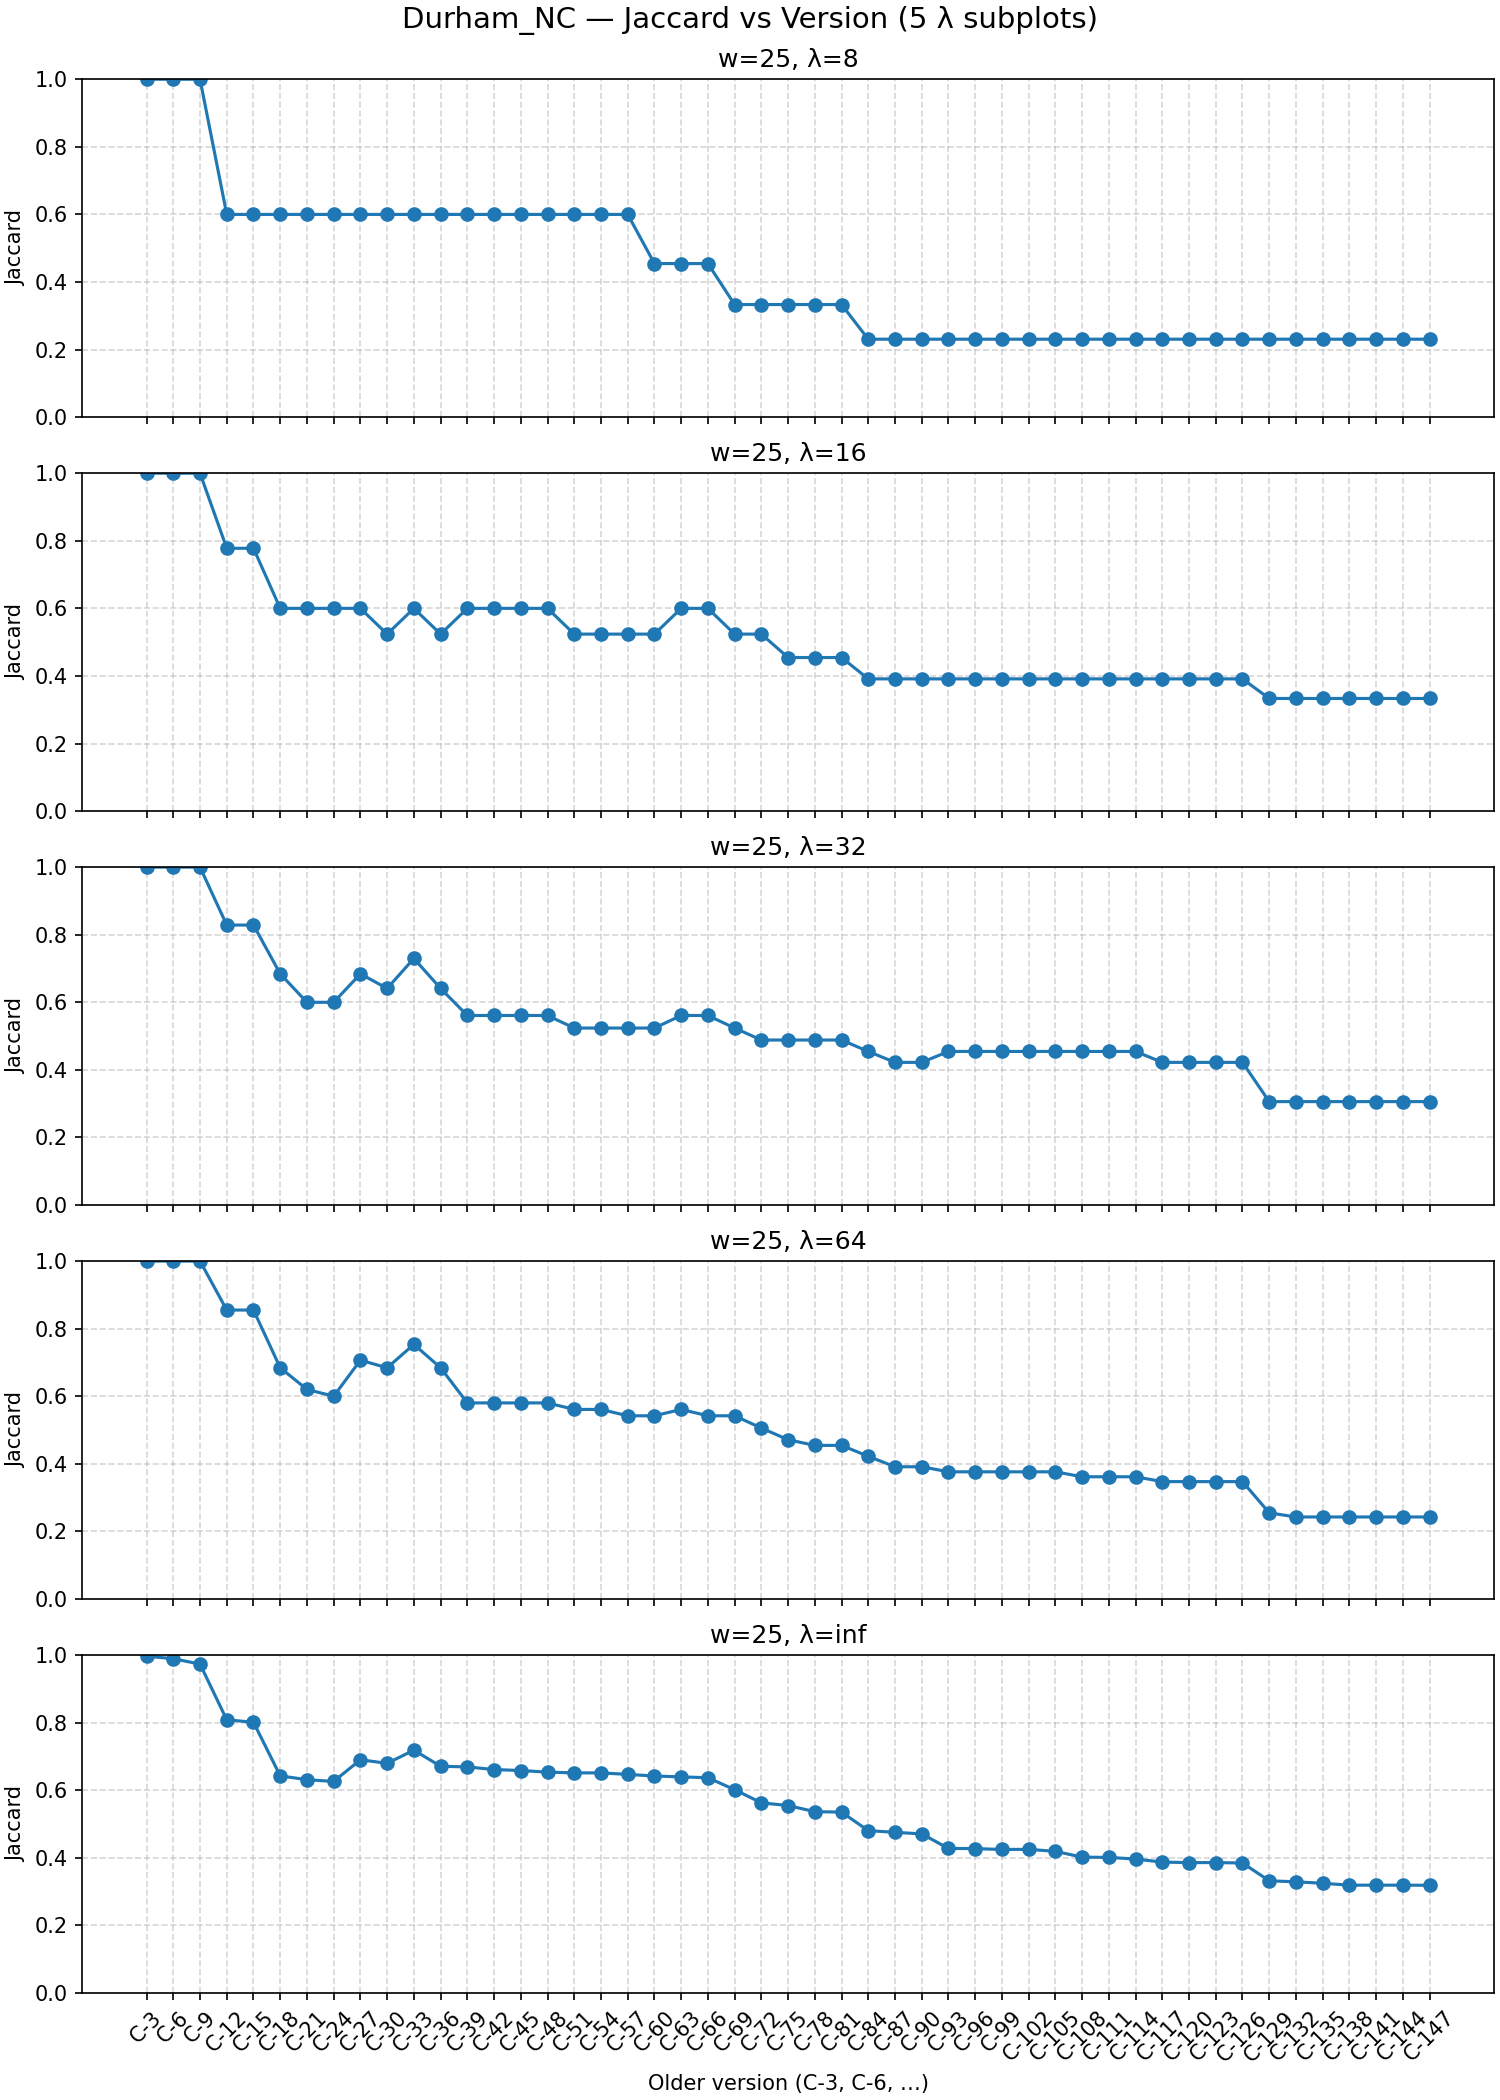 Durham_NC — Jaccard vs Version (5 λ subplots)
w=25, λ=8
1.0
0.8
0.6
0.4
0.2
0.0
Jaccard
w=25, λ=16
1.0
0.8
0.6
0.4
0.2
0.0
Jaccard
w=25, λ=32
1.0
0.8
0.6
0.4
0.2
0.0
Jaccard
w=25, λ=64
1.0
0.8
0.6
0.4
0.2
0.0
Jaccard
w=25, λ=inf
1.0
0.8
0.6
0.4
0.2
0.0
Jaccard
C-3 C-6 C-9 C-12 C-15 C-18 C-21 C-24 C-27 C-30 C-33 C-36 C-39 C-42 C-45 C-48 C-51 C-54 C-57 C-60 C-63 C-66 C-69 C-72 C-75 C-78 C-81 C-84 C-87 C-90 C-93 C-96 C-99 C-102 C-105 C-108 C-111 C-114 C-117 C-120 C-123 C-126 C-129 C-132 C-135 C-138 C-141 C-144 C-147
Older version (C-3, C-6, ...)